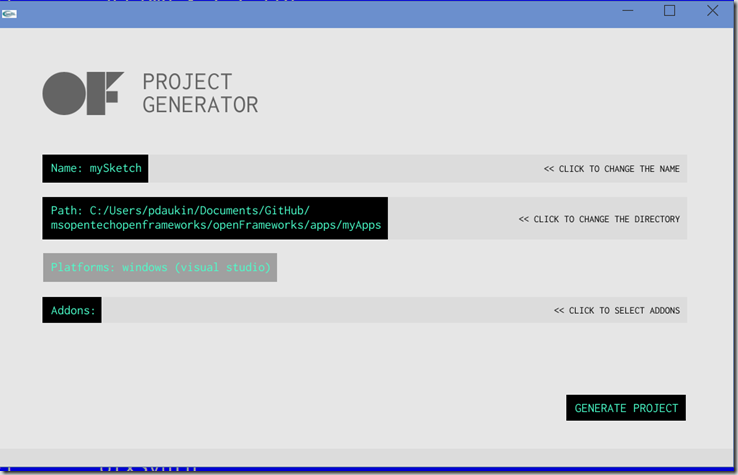 OF PROJECT
GENERATOR
Name: mySketch
<< CLICK TO CHANGE THE NAME
Path: C:/Users/pdaukin/Documents/GitHub/
msopentechopenframeworks/openFrameworks/apps/myApps
<< CLICK TO CHANGE THE DIRECTORY
Platforms: windows (visual studio)
Addons:
<< CLICK TO SELECT ADDONS
GENERATE PROJECT